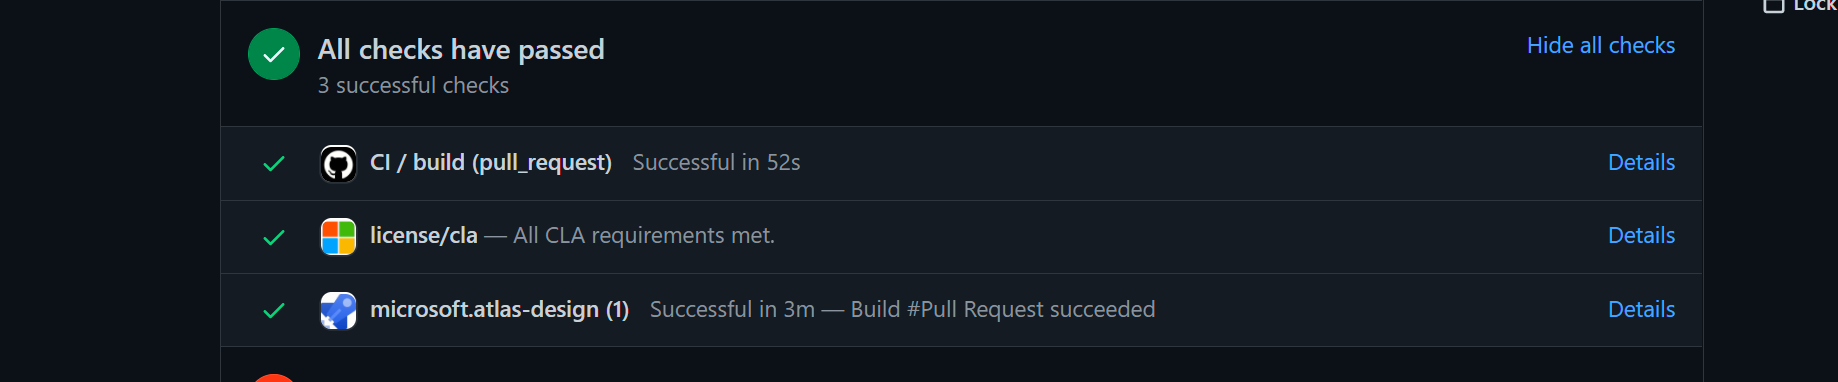 Lock
All checks have passed
Hide all checks
3 successful checks
CI / build (pull_request) Successful in 52s Details
license/cla — All CLA requirements met. Details
microsoft.atlas-design (1) Successful in 3m — Build #Pull Request succeeded Details